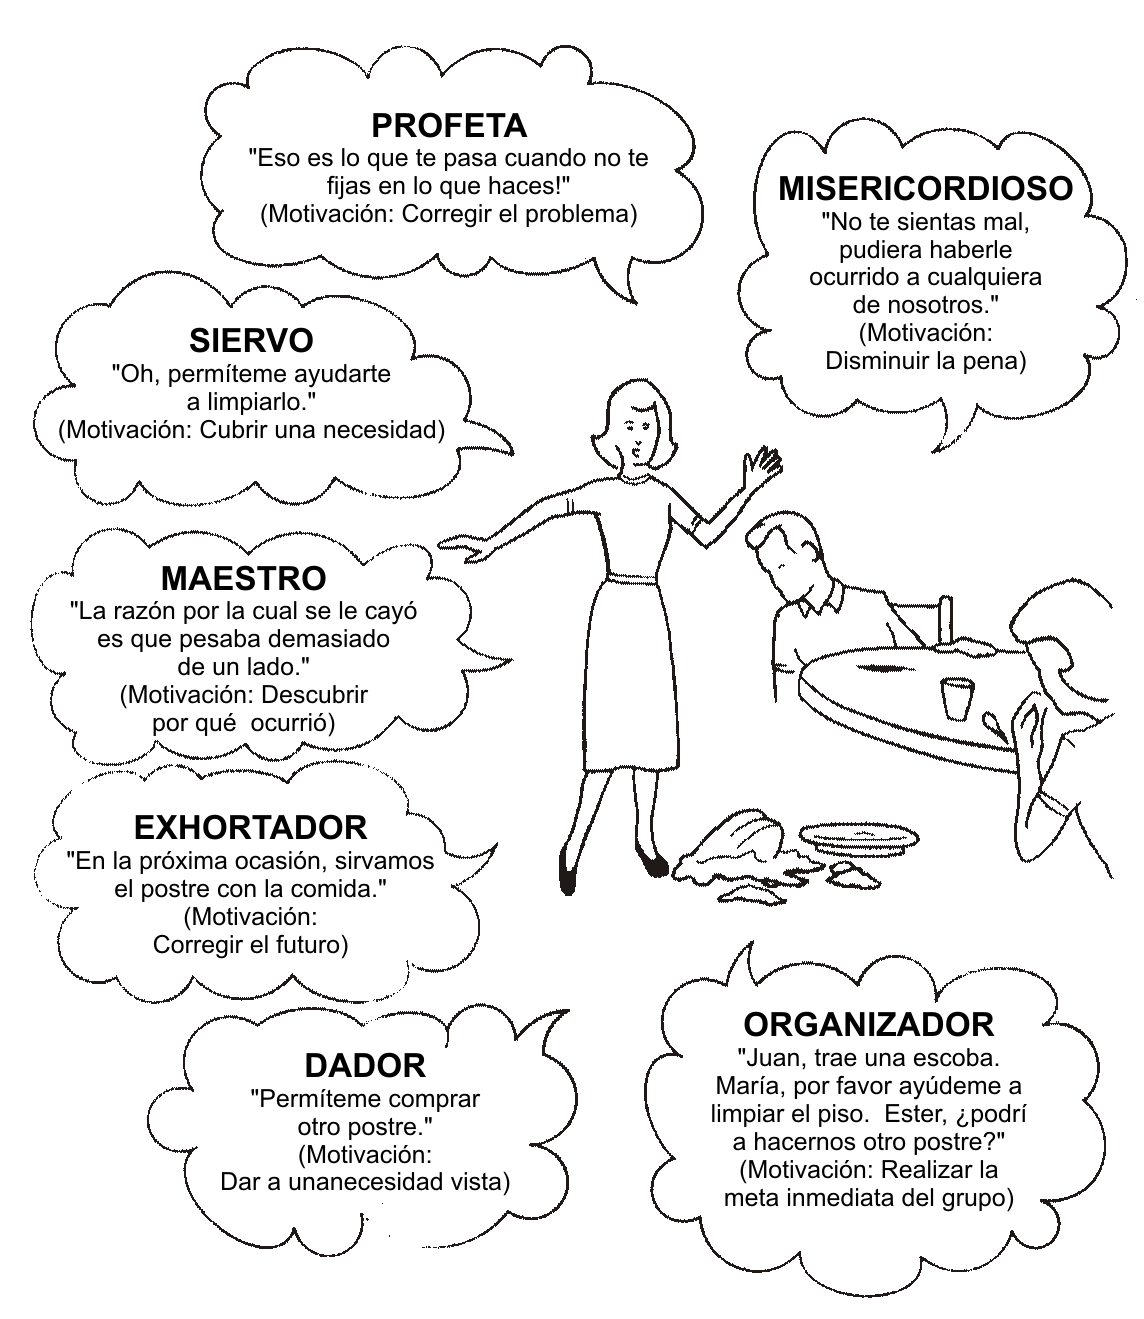 PROFETA
"Eso es lo que te pasa cuando no te
fijas en lo que haces!"
(Motivación: Corregir el problema)
MISERICORDIOSO
"No te sientas mal,
pudiera haberle
ocurrido a cualquiera
de nosotros."
(Motivación:
Disminuir la pena)
SIERVO
"Oh, permíteme ayudarte
a limpiarlo."
(Motivación: Cubrir una necesidad)
MAESTRO
"La razón por la cual se le cayó
es que pesaba demasiado
de un lado."
(Motivación: Descubrir
por qué  ocurrió)
EXHORTADOR
"En la próxima ocasión, sirvamos
el postre con la comida."
(Motivación:
Corregir el futuro)
DADOR
"Permíteme comprar
otro postre."
(Motivación:
Dar a unanecesidad vista)
ORGANIZADOR
"Juan, trae una escoba.
María, por favor ayúdeme a
limpiar el piso.  Ester, ¿podrí
a hacernos otro postre?"
(Motivación: Realizar la
meta inmediata del grupo)